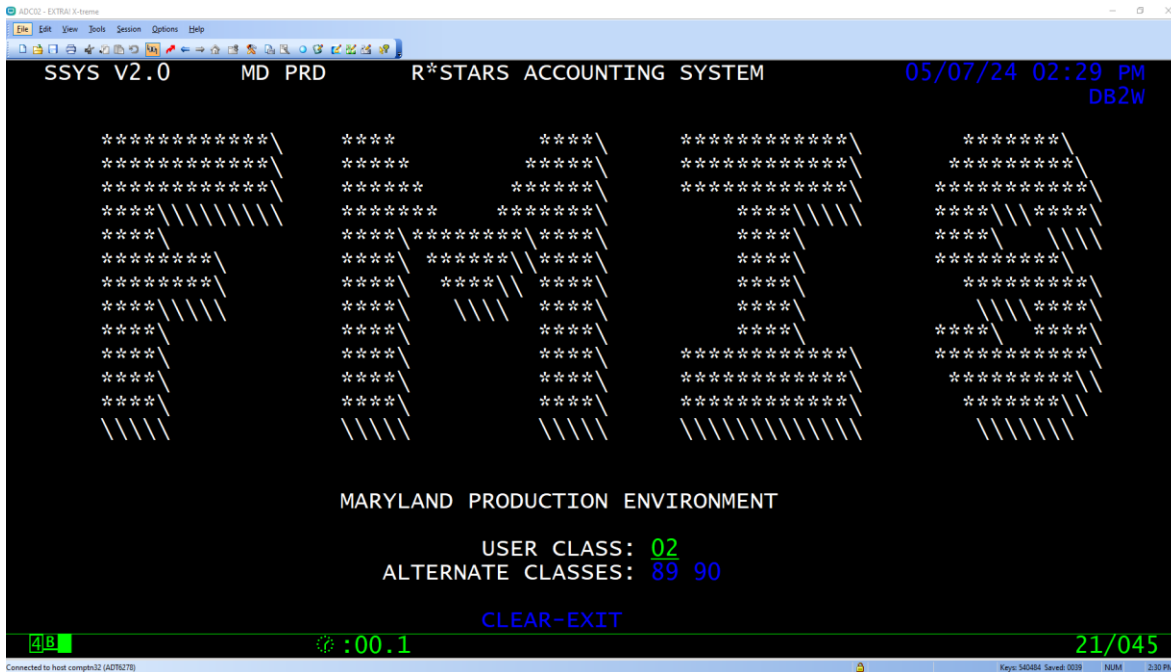 ADC02 - EXTRA! X-treme
File Edit View Tools Session Options Help
SSYS V2.0 MD PRD R*STARS ACCOUNTING SYSTEM 05/07/24 02:29 PM
DB2W
************\ **** ****\ ************\ *******\
************\ ***** *****\ ************\ *********\
************\ ****** ******\ ************\ ***********\
****\\\\\\\\\ ******* *******\ ****\\\\\ ****\\\****\
****\ ****\********\****\ ****\ ****\ \\\\
********\ ****\ ******\\****\ ****\ *********\
********\ ****\ ****\\ ****\ ****\ *********\
****\\\\\ ****\ \\\\ ****\ ****\ \\\\****\
****\ ****\ ****\ ****\ ****\ ****\
****\ ****\ ****\ ************\ ***********\
****\ ****\ ****\ ************\ *********\\
****\ ****\ ****\ ************\ *******\\
\\\\\ \\\\\ \\\\\ \\\\\\\\\\\\\ \\\\\\\
MARYLAND PRODUCTION ENVIRONMENT
USER CLASS: 02
ALTERNATE CLASSES: 89 90
CLEAR-EXIT
4B :00.1 21/045
Connected to host comptn32 (ADT6278) Keys: 540484 Saved: 0039 NUM 2:30 PM